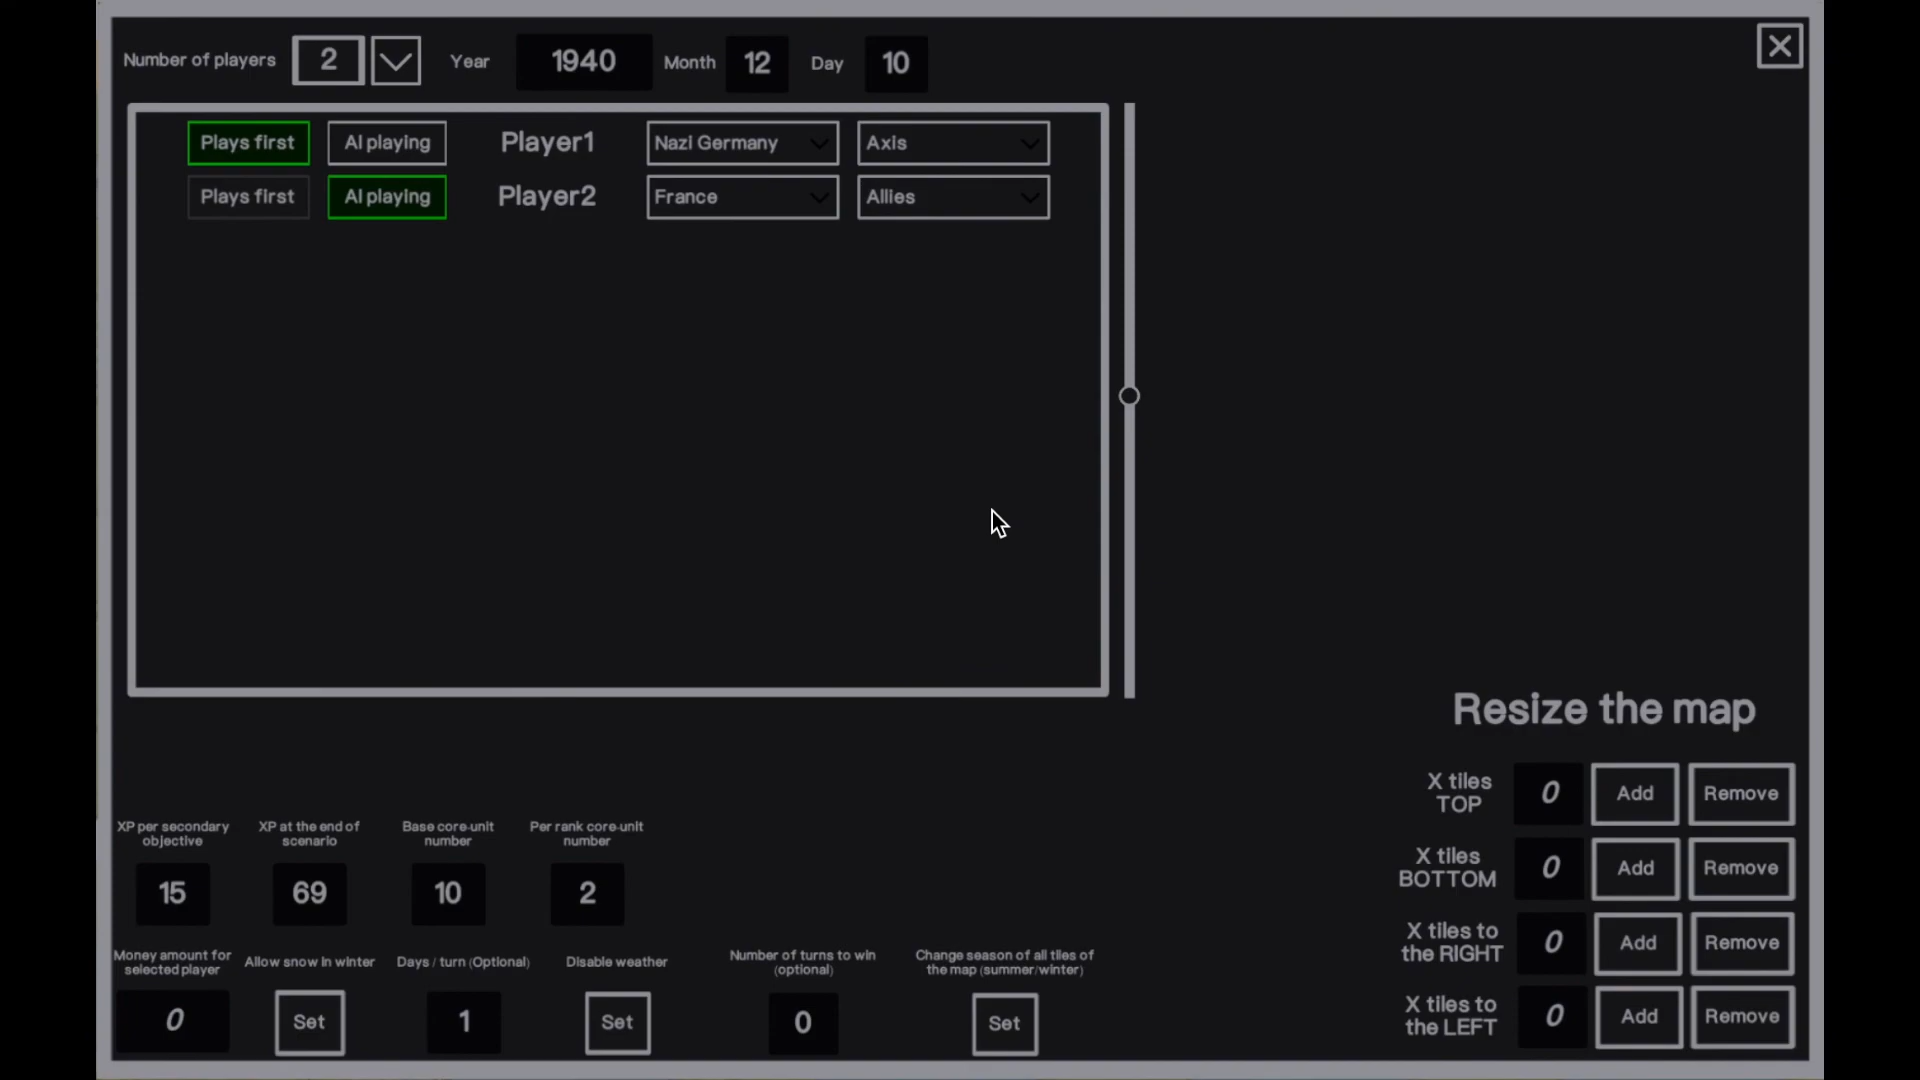 Number of players 2 Year 1940 Month 12 Day 10
Plays first AI playing Player1 Nazi Germany Axis
Plays first AI playing Player2 France Allies
Resize the map
X tiles
TOP
0 Add Remove
X tiles
BOTTOM
0 Add Remove
X tiles to
the RIGHT
0 Add Remove
X tiles to
the LEFT
0 Add Remove
XP per secondary
objective
15
XP at the end of
scenario
69
Base core-unit
number
10
Per rank core-unit
number
2
Money amount for
selected player
0
Allow snow in winter
Set
Days / turn (Optional)
1
Disable weather
Set
Number of turns to win
(optional)
0
Change season of all tiles of
the map (summer/winter)
Set